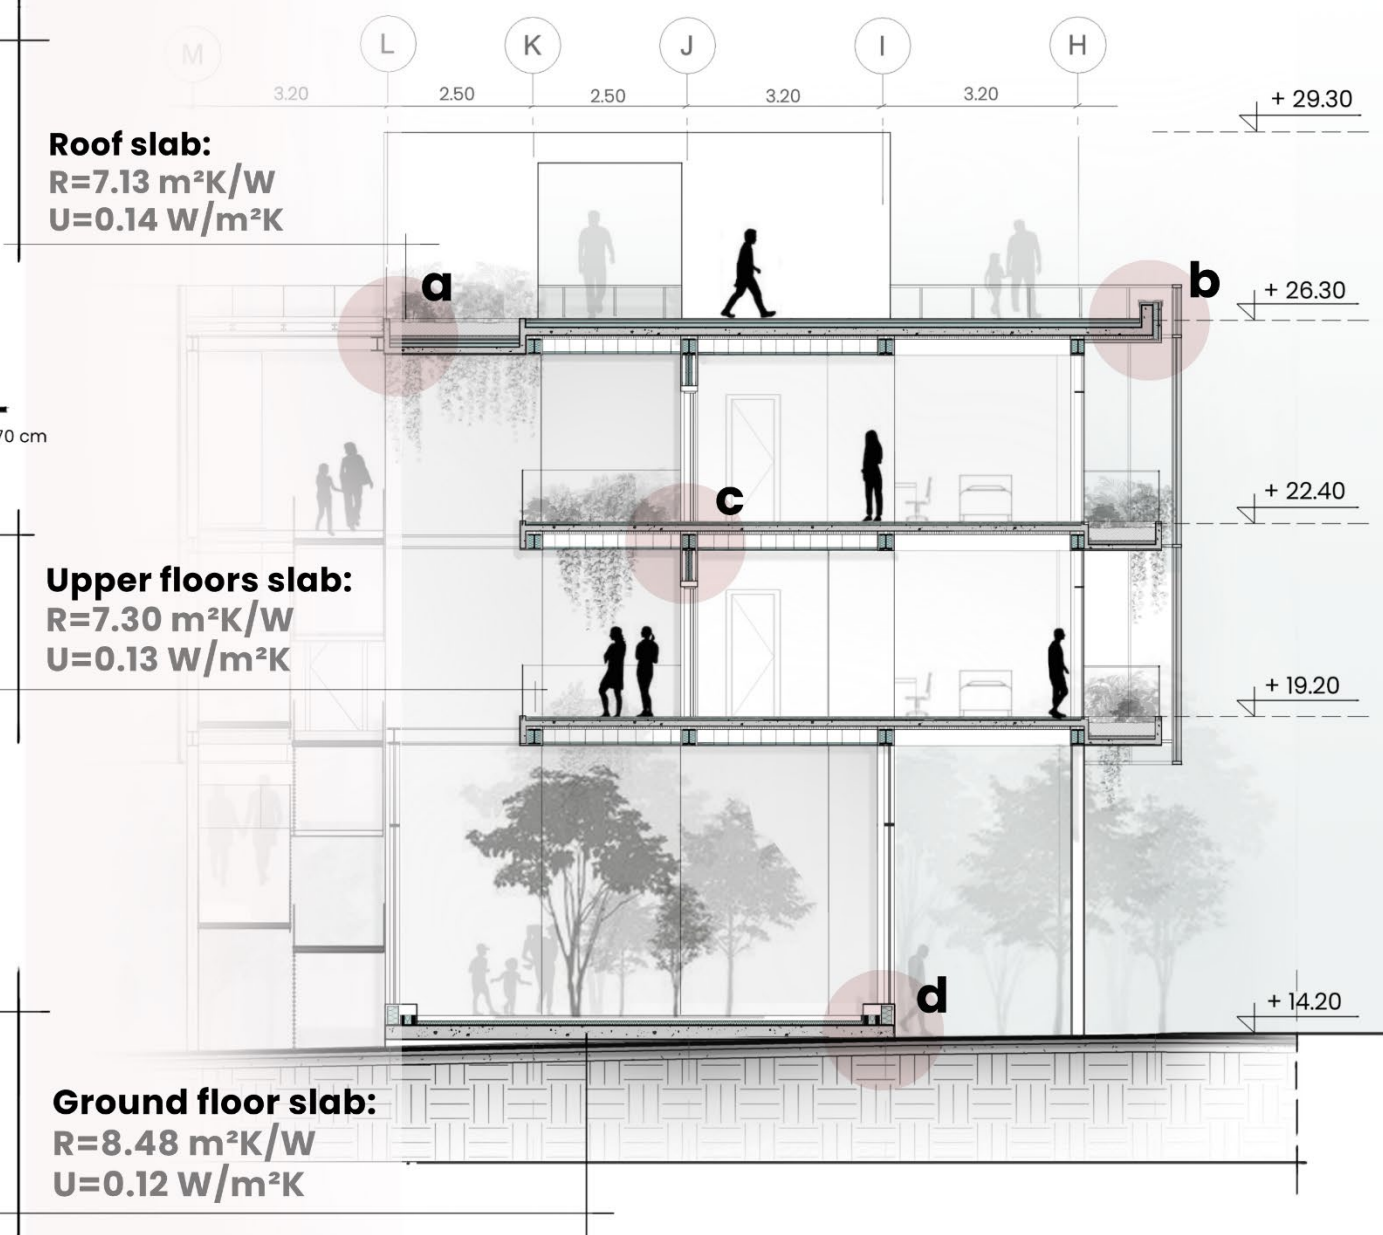 M L K J I H
3.20 2.50 2.50 3.20 3.20
+ 29.30
Roof slab:
R=7.13 m²K/W
U=0.14 W/m²K
a
b
+ 26.30
70 cm
c
+ 22.40
Upper floors slab:
R=7.30 m²K/W
U=0.13 W/m²K
+ 19.20
d
+ 14.20
Ground floor slab:
R=8.48 m²K/W
U=0.12 W/m²K